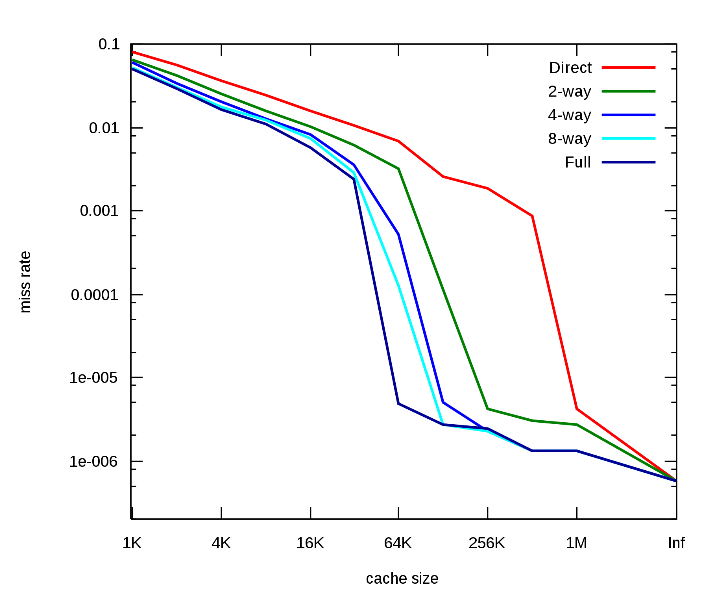 0.1
0.01
0.001
0.0001
1e-005
1e-006
miss rate
Direct
2-way
4-way
8-way
Full
1K 4K 16K 64K 256K 1M Inf
cache size